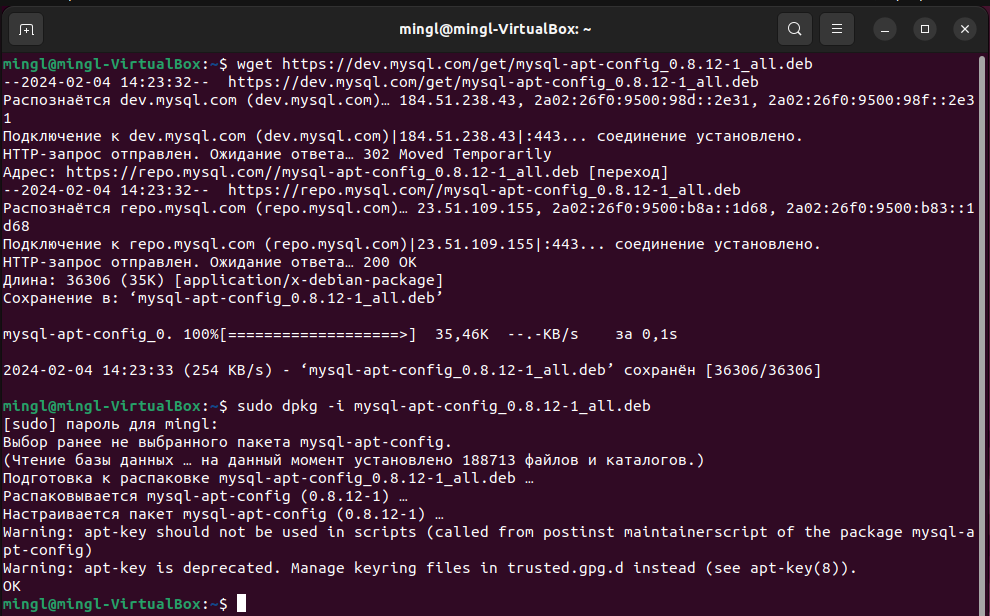 mingl@mingl-VirtualBox: ~
mingl@mingl-VirtualBox:~$ wget https://dev.mysql.com/get/mysql-apt-config_0.8.12-1_all.deb
--2024-02-04 14:23:32--  https://dev.mysql.com/get/mysql-apt-config_0.8.12-1_all.deb
Распознаётся dev.mysql.com (dev.mysql.com)… 184.51.238.43, 2a02:26f0:9500:98d::2e31, 2a02:26f0:9500:98f::2e3
1
Подключение к dev.mysql.com (dev.mysql.com)|184.51.238.43|:443... соединение установлено.
HTTP-запрос отправлен. Ожидание ответа… 302 Moved Temporarily
Адрес: https://repo.mysql.com//mysql-apt-config_0.8.12-1_all.deb [переход]
--2024-02-04 14:23:32--  https://repo.mysql.com//mysql-apt-config_0.8.12-1_all.deb
Распознаётся repo.mysql.com (repo.mysql.com)… 23.51.109.155, 2a02:26f0:9500:b8a::1d68, 2a02:26f0:9500:b83::1
d68
Подключение к repo.mysql.com (repo.mysql.com)|23.51.109.155|:443... соединение установлено.
HTTP-запрос отправлен. Ожидание ответа… 200 OK
Длина: 36306 (35K) [application/x-debian-package]
Сохранение в: ‘mysql-apt-config_0.8.12-1_all.deb’
mysql-apt-config_0. 100%[===================>]  35,46K  --.-KB/s    за 0,1s
2024-02-04 14:23:33 (254 KB/s) - ‘mysql-apt-config_0.8.12-1_all.deb’ сохранён [36306/36306]
mingl@mingl-VirtualBox:~$ sudo dpkg -i mysql-apt-config_0.8.12-1_all.deb
[sudo] пароль для mingl:
Выбор ранее не выбранного пакета mysql-apt-config.
(Чтение базы данных … на данный момент установлено 188713 файлов и каталогов.)
Подготовка к распаковке mysql-apt-config_0.8.12-1_all.deb …
Распаковывается mysql-apt-config (0.8.12-1) …
Настраивается пакет mysql-apt-config (0.8.12-1) …
Warning: apt-key should not be used in scripts (called from postinst maintainerscript of the package mysql-a
pt-config)
Warning: apt-key is deprecated. Manage keyring files in trusted.gpg.d instead (see apt-key(8)).
OK
mingl@mingl-VirtualBox:~$